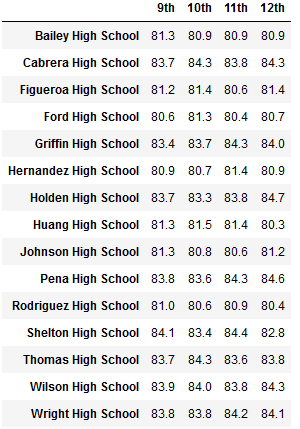 9th 10th 11th 12th
Bailey High School 81.3 80.9 80.9 80.9
Cabrera High School 83.7 84.3 83.8 84.3
Figueroa High School 81.2 81.4 80.6 81.4
Ford High School 80.6 81.3 80.4 80.7
Griffin High School 83.4 83.7 84.3 84.0
Hernandez High School 80.9 80.7 81.4 80.9
Holden High School 83.7 83.3 83.8 84.7
Huang High School 81.3 81.5 81.4 80.3
Johnson High School 81.3 80.8 80.6 81.2
Pena High School 83.8 83.6 84.3 84.6
Rodriguez High School 81.0 80.6 80.9 80.4
Shelton High School 84.1 83.4 84.4 82.8
Thomas High School 83.7 84.3 83.6 83.8
Wilson High School 83.9 84.0 83.8 84.3
Wright High School 83.8 83.8 84.2 84.1